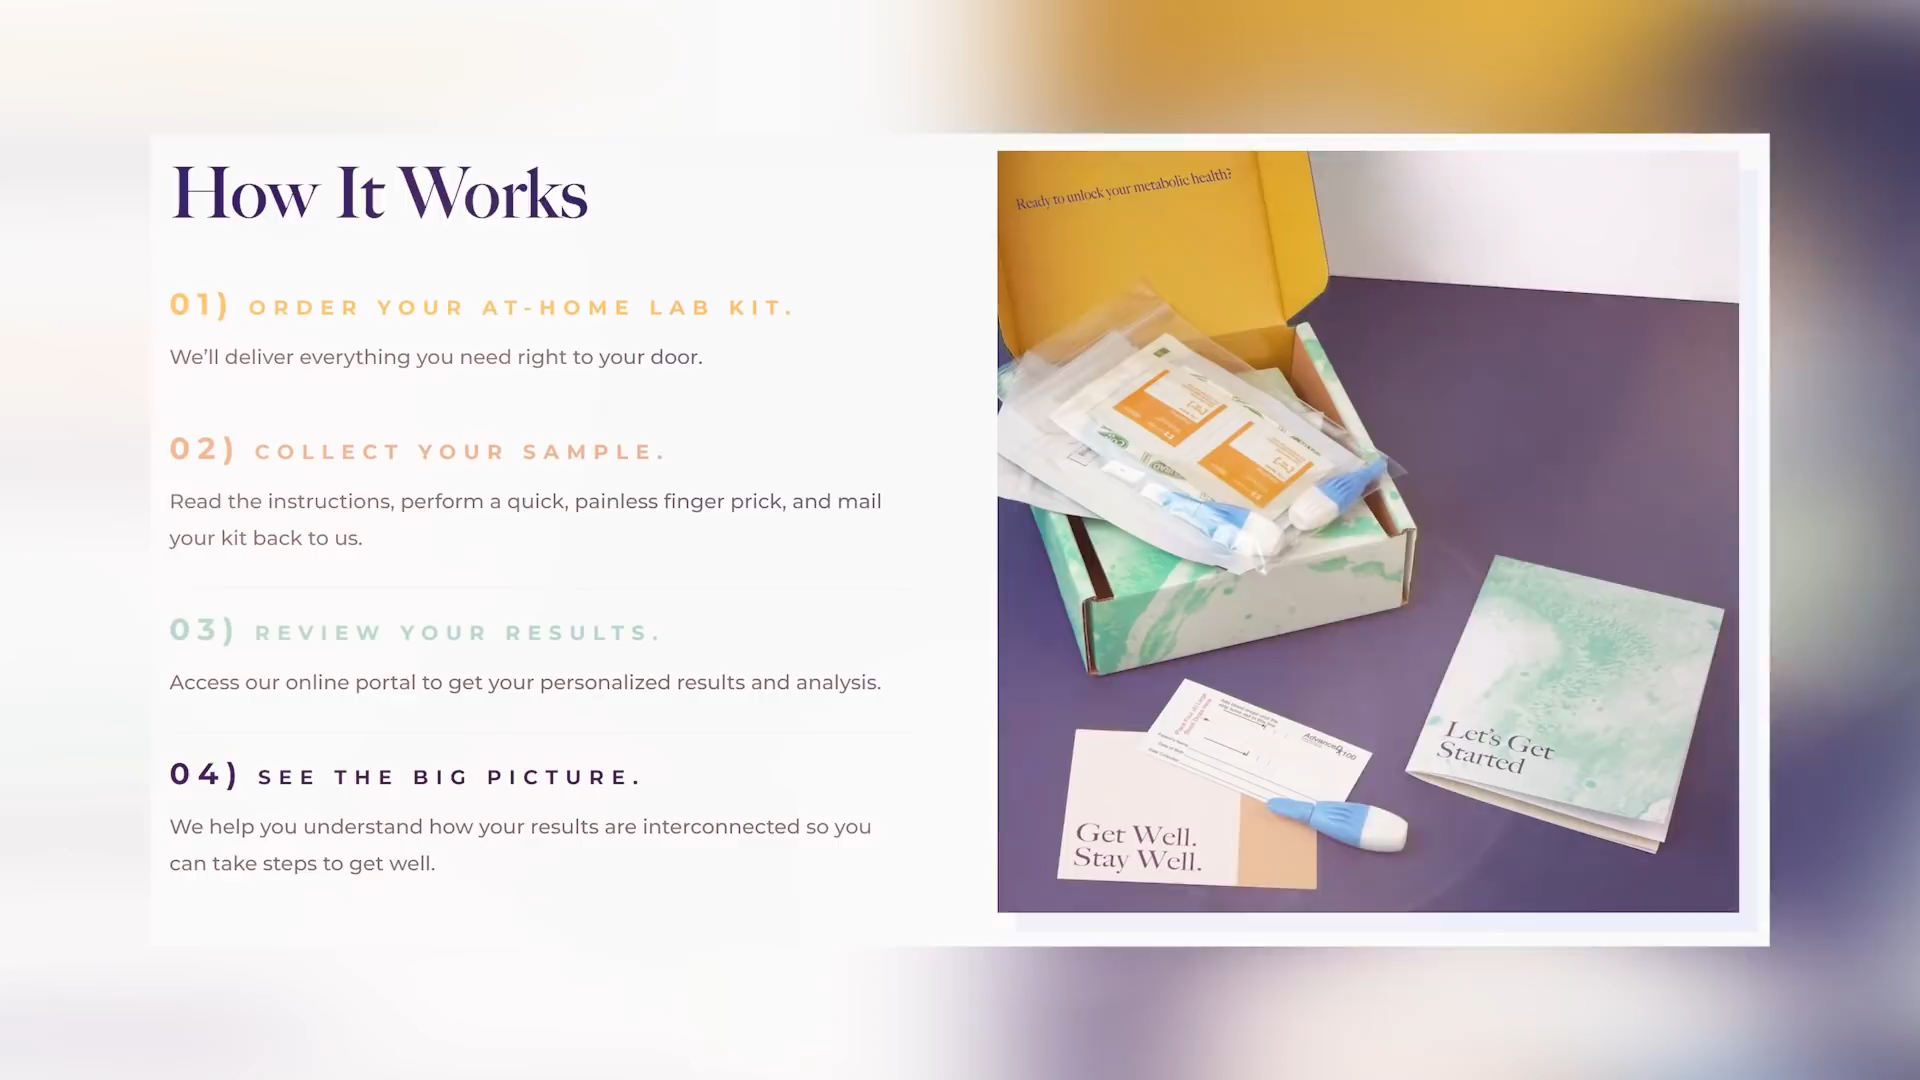 How It Works
01) ORDER YOUR AT-HOME LAB KIT.
We’ll deliver everything you need right to your door.
02) COLLECT YOUR SAMPLE.
Read the instructions, perform a quick, painless finger prick, and mail
your kit back to us.
03) REVIEW YOUR RESULTS.
Access our online portal to get your personalized results and analysis.
04) SEE THE BIG PICTURE.
We help you understand how your results are interconnected so you
can take steps to get well.
Ready to unlock your metabolic health?
Let's Get
Started
Get Well.
Stay Well.